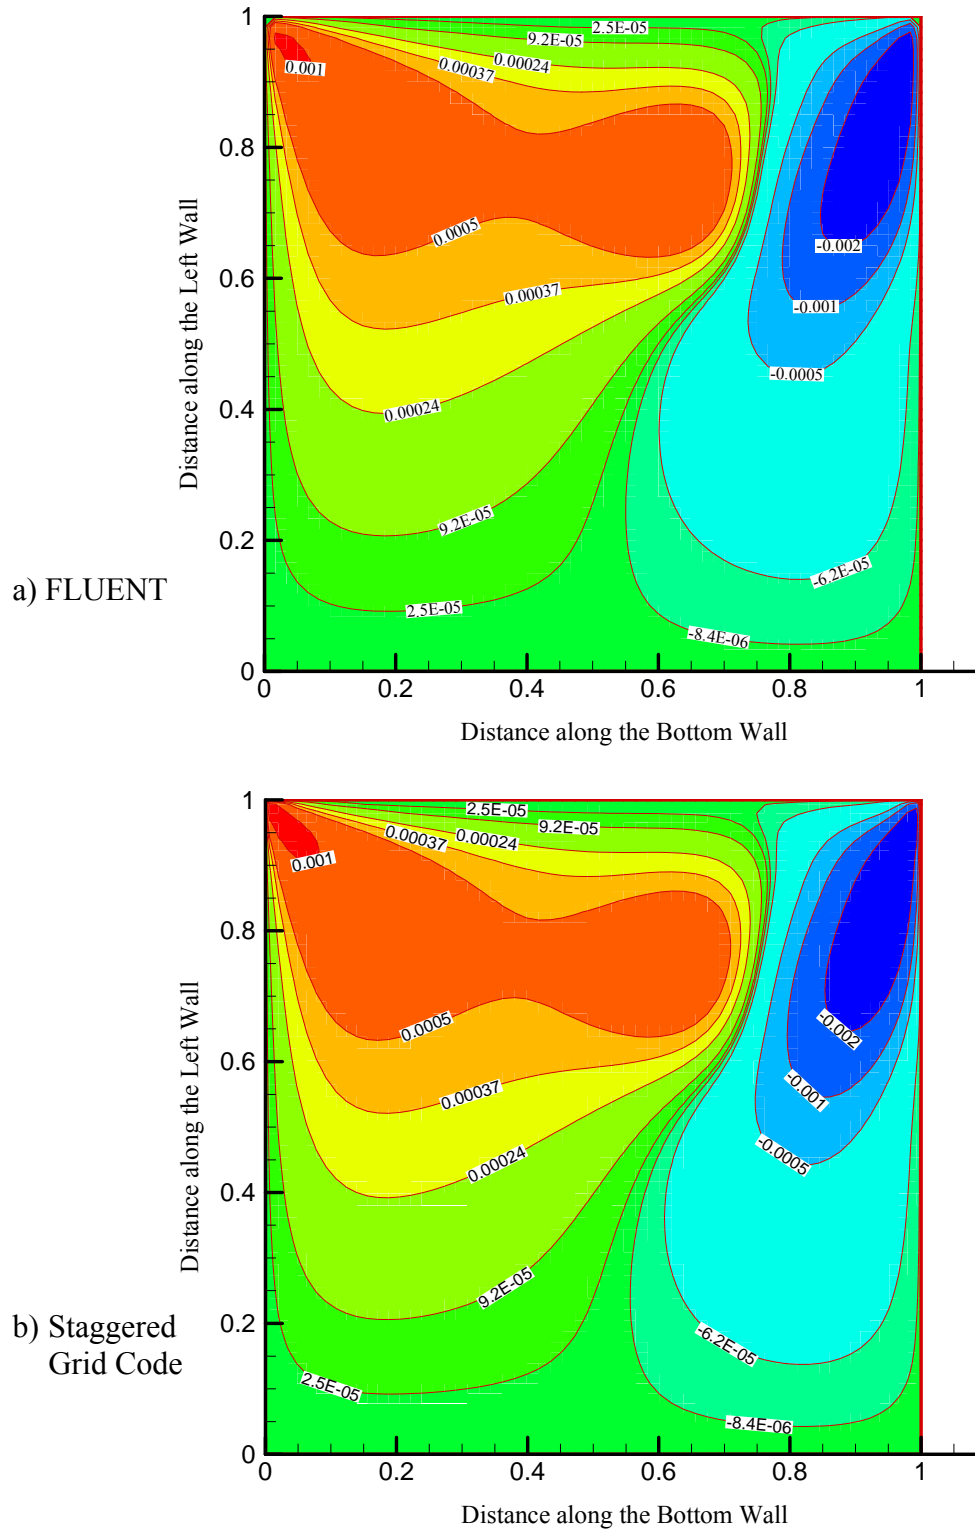 1
2.5E-05
9.2E-05
0.00024
0.00037
0.001
0.8
0.0005
-0.002
0.6
0.00037
-0.001
-0.0005
0.4
0.00024
9.2E-05
0.2
-6.2E-05
2.5E-05
-8.4E-06
0
Distance along the Left Wall
a) FLUENT
0 0.2 0.4 0.6 0.8 1
Distance along the Bottom Wall
1
2.5E-05
9.2E-05
0.00037
0.00024
0.001
0.8
0.0005
-0.002
0.6
0.00037
-0.001
-0.0005
0.00024
0.4
9.2E-05
0.2
-6.2E-05
2.5E-05
-8.4E-06
0
Distance along the Left Wall
b) Staggered
Grid Code
0 0.2 0.4 0.6 0.8 1
Distance along the Bottom Wall